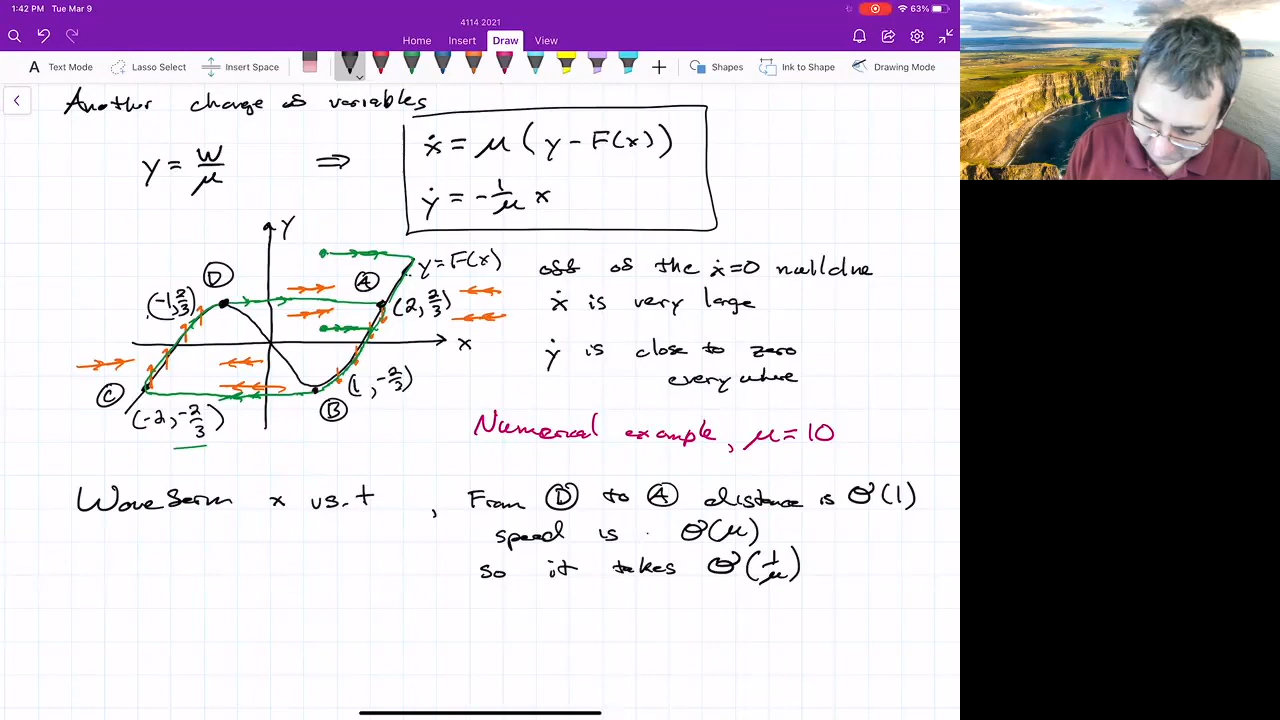 1:42 PM Tue Mar 9
63%
4114 2021
Home Insert Draw View
Text Mode Lasso Select Insert Space Shapes Ink to Shape Drawing Mode
Another change of variables
y = w/μ ⇒ ẋ = μ(y - F(x))
ẏ = -1/μ x
Y
D
A
y=F(x)
(-1, 2/3)
(2, 2/3)
x
C
(1, -2/3)
B
(-2, -2/3)
off of the ẋ=0 nullcline
ẋ is very large
ẏ is close to zero
everywhere
Numerical example, μ=10
Waveform x vs. t, From D to A distance is O(1)
speed is O(μ)
so it takes O(1/μ)